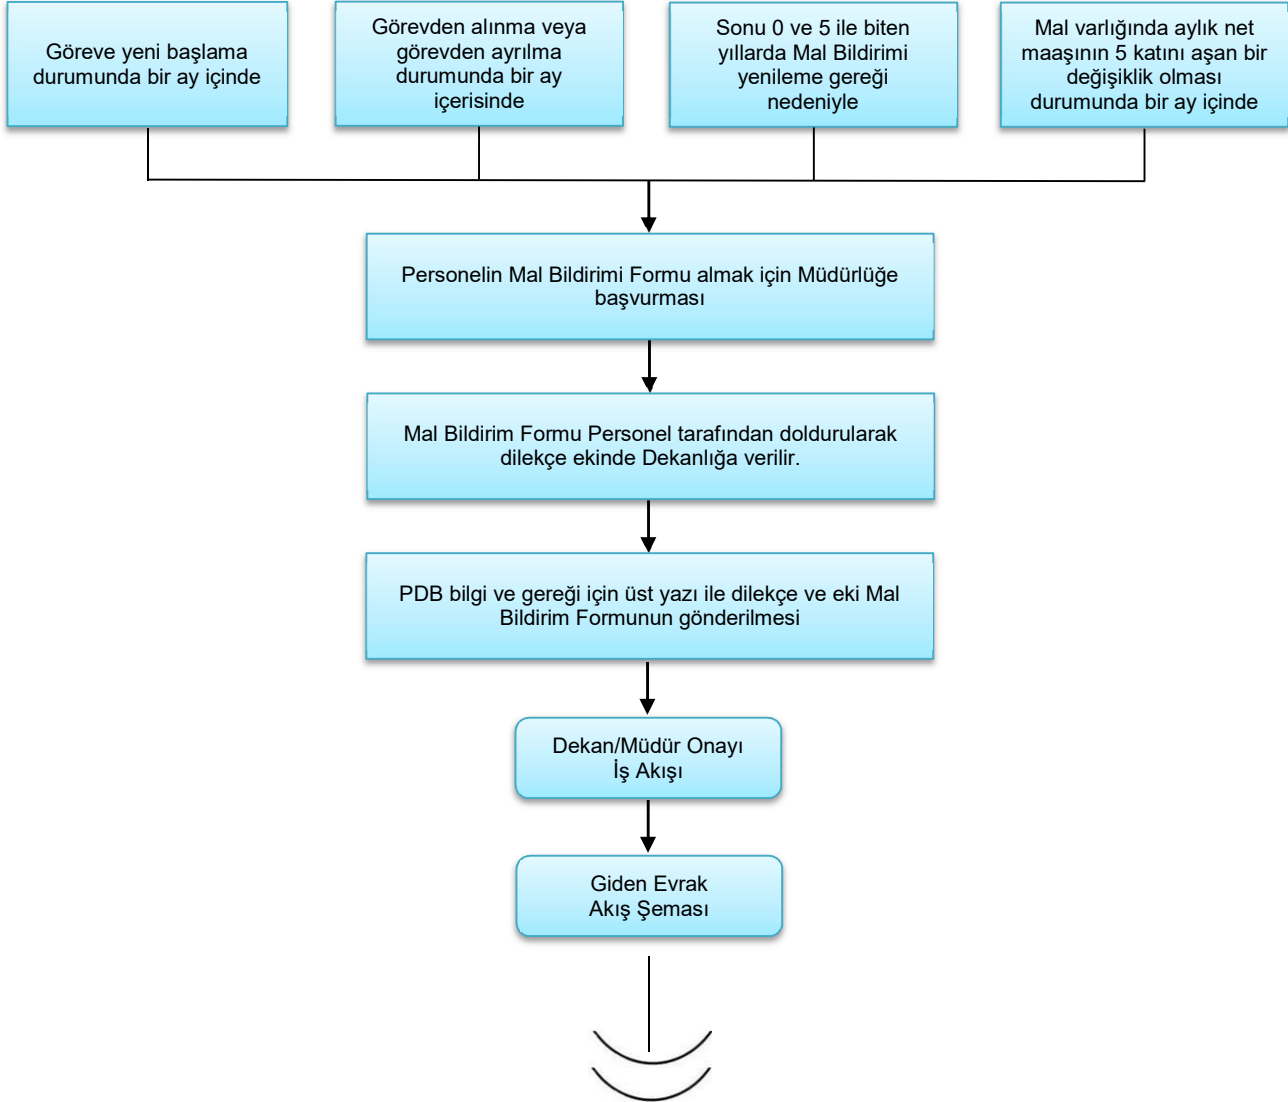 Göreve yeni başlama
durumunda bir ay içinde
Görevden alınma veya
görevden ayrılma
durumunda bir ay
içerisinde
Sonu 0 ve 5 ile biten
yıllarda Mal Bildirimi
yenileme gereği
nedeniyle
Mal varlığında aylık net
maaşının 5 katını aşan bir
değişiklik olması
durumunda bir ay içinde
Personelin Mal Bildirimi Formu almak için Müdürlüğe
başvurması
Mal Bildirim Formu Personel tarafından doldurularak
dilekçe ekinde Dekanlığa verilir.
PDB bilgi ve gereği için üst yazı ile dilekçe ve eki Mal
Bildirim Formunun gönderilmesi
Dekan/Müdür Onayı
İş Akışı
Giden Evrak
Akış Şeması